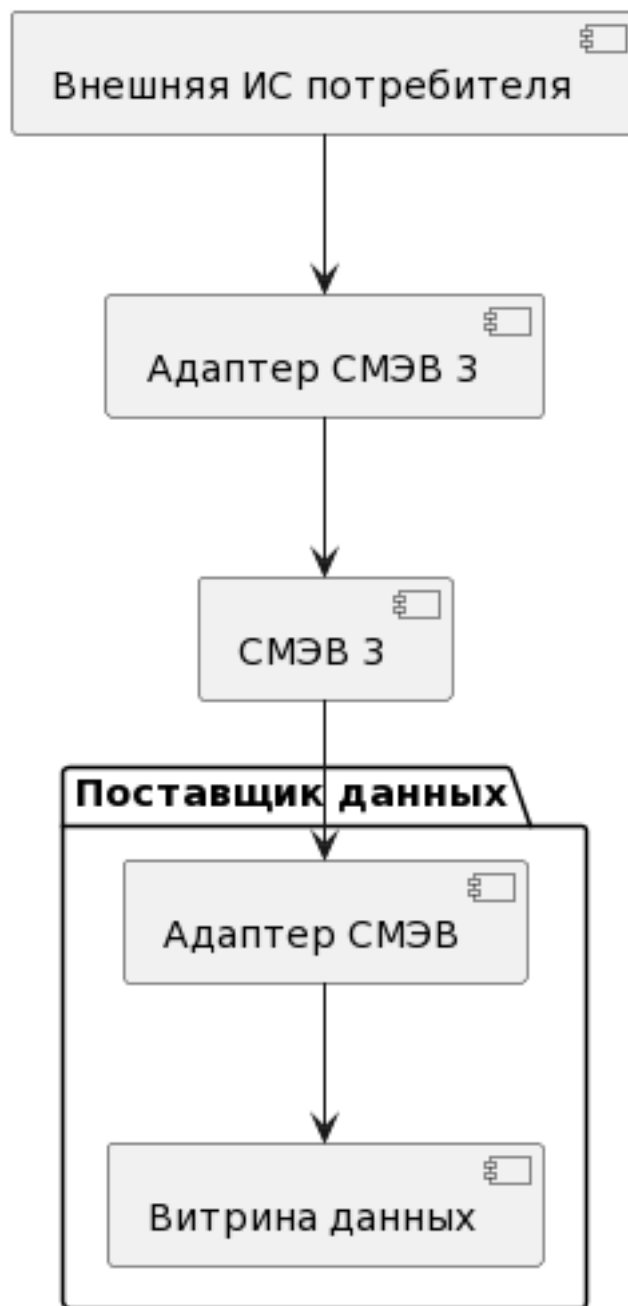 Внешняя ИС потребителя
Адаптер СМЭВ 3
СМЭВ 3
Поставщик данных
Адаптер СМЭВ
Витрина данных